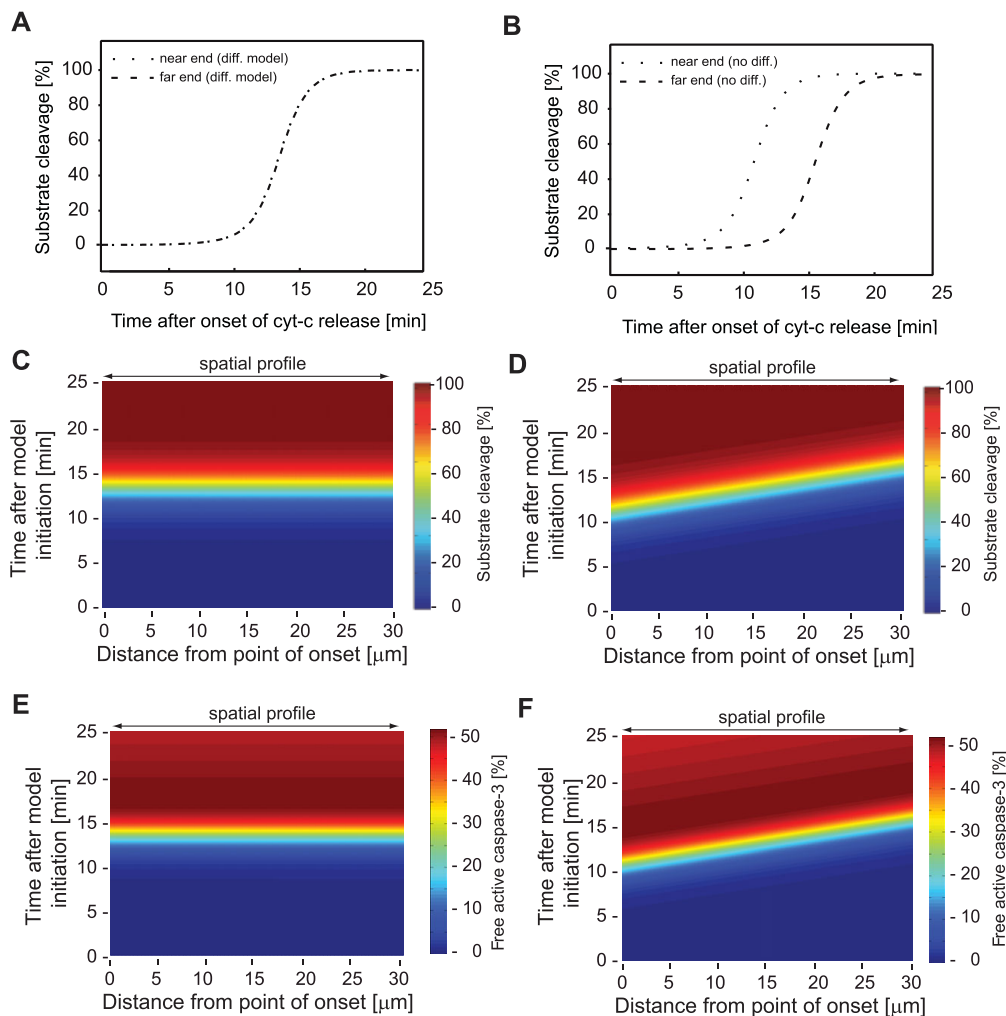 A
near end (diff. model)
far end (diff. model)
Substrate cleavage [%]
100
80
60
40
20
0
0 5 10 15 20 25
Time after onset of cyt-c release [min]
B
near end (no diff.)
far end (no diff.)
Substrate cleavage [%]
100
80
60
40
20
0
0 5 10 15 20 25
Time after onset of cyt-c release [min]
C
spatial profile
Time after model
initiation [min]
25
20
15
10
5
0
0 5 10 15 20 25 30
Distance from point of onset [μm]
100
80
60
40
20
0
Substrate cleavage [%]
D
spatial profile
Time after model
initiation [min]
25
20
15
10
5
0
0 5 10 15 20 25 30
Distance from point of onset [μm]
100
80
60
40
20
0
Substrate cleavage [%]
E
spatial profile
Time after model
initiation [min]
25
20
15
10
5
0
0 5 10 15 20 25 30
Distance from point of onset [μm]
50
40
30
20
10
0
Free active caspase-3 [%]
F
spatial profile
Time after model
initiation [min]
25
20
15
10
5
0
0 5 10 15 20 25 30
Distance from point of onset [μm]
50
40
30
20
10
0
Free active caspase-3 [%]